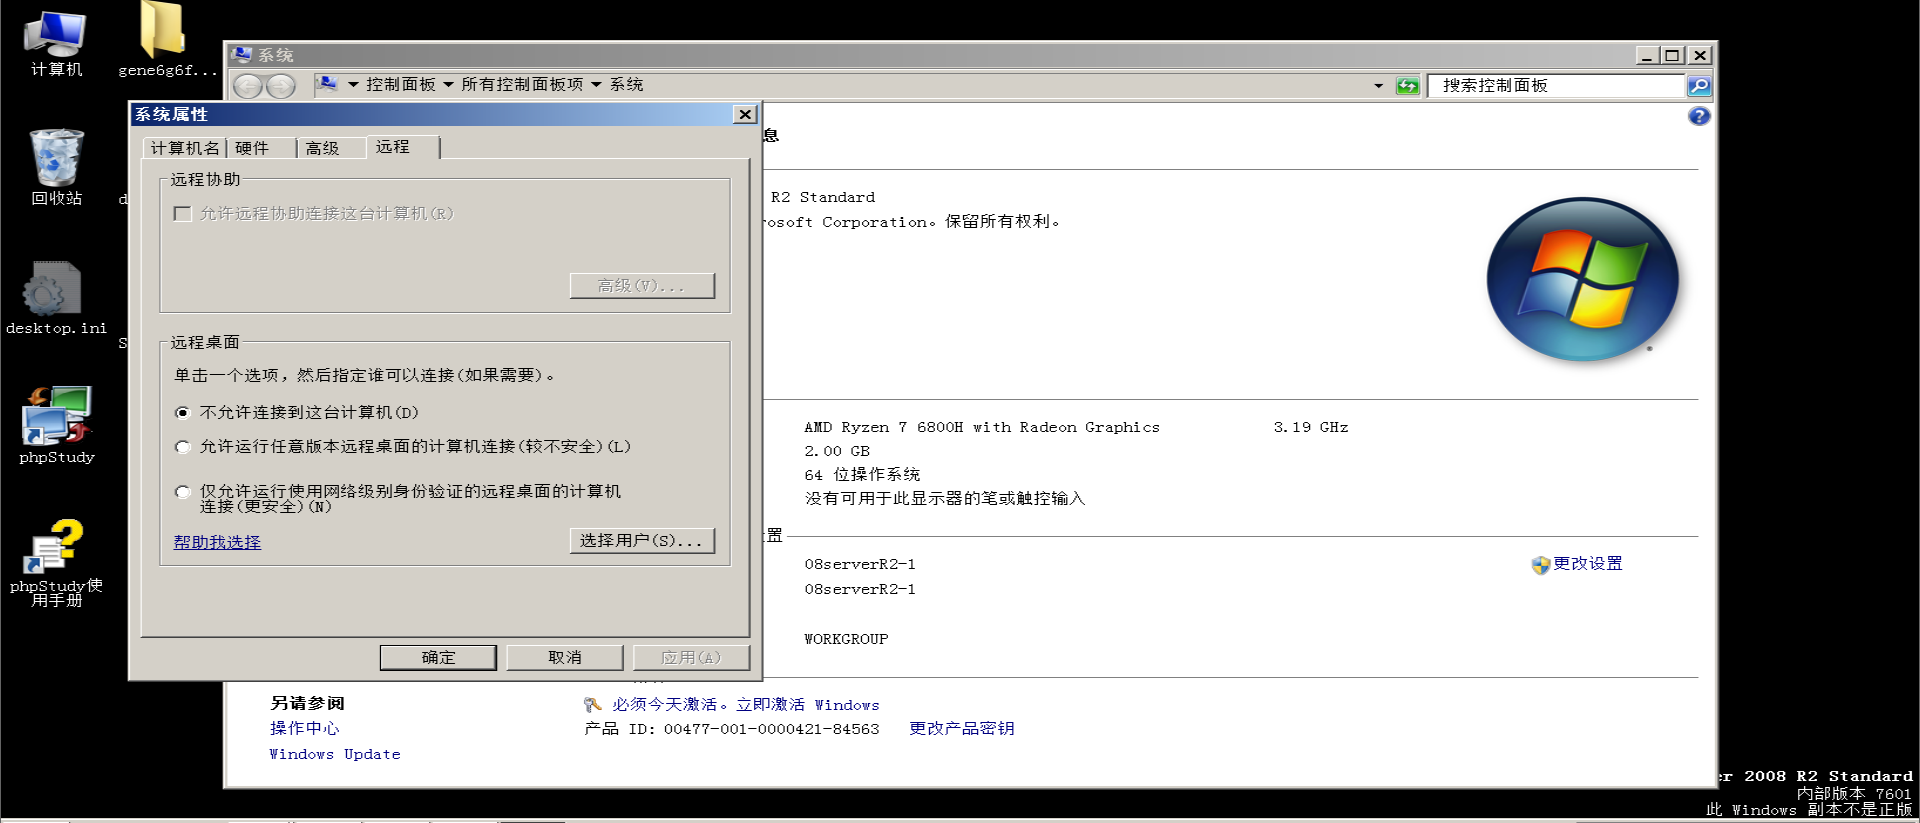 计算机
gene6g6f...
回收站
d
desktop.ini
S
phpStudy
phpStudy使
用手册
系统
控制面板 所有控制面板项 系统
搜索控制面板
系统属性
计算机名 硬件 高级 远程
远程协助
允许远程协助连接这台计算机(R)
高级(V)...
远程桌面
单击一个选项，然后指定谁可以连接(如果需要)。
不允许连接到这台计算机(D)
允许运行任意版本远程桌面的计算机连接(较不安全)(L)
仅允许运行使用网络级别身份验证的远程桌面的计算机
连接(更安全)(N)
帮助我选择
选择用户(S)...
确定 取消 应用(A)
息
R2 Standard
rosoft Corporation。保留所有权利。
AMD Ryzen 7 6800H with Radeon Graphics 3.19 GHz
2.00 GB
64 位操作系统
没有可用于此显示器的笔或触控输入
置
08serverR2-1
更改设置
08serverR2-1
WORKGROUP
另请参阅
操作中心
Windows Update
必须今天激活。立即激活 Windows
产品 ID: 00477-001-0000421-84563 更改产品密钥
er 2008 R2 Standard
内部版本 7601
此 Windows 副本不是正版